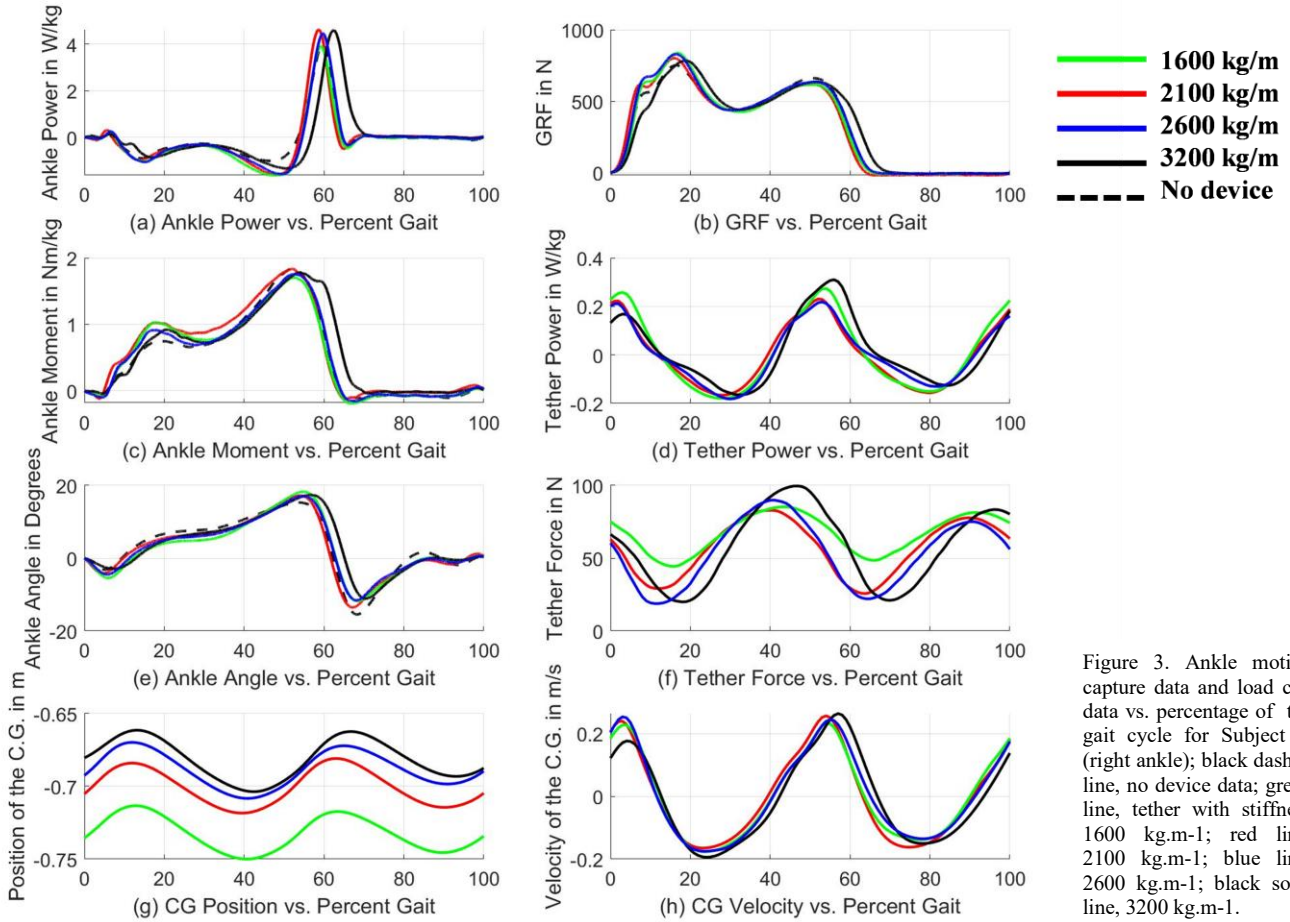 Ankle Power in W/kg
4
2
0
0
20
40
60
80
100
(a) Ankle Power vs. Percent Gait
GRF in N
1000
500
0
0
20
40
60
80
100
(b) GRF vs. Percent Gait
1600 kg/m
2100 kg/m
2600 kg/m
3200 kg/m
No device
Ankle Moment in Nm/kg
2
1
0
0
20
40
60
80
100
(c) Ankle Moment vs. Percent Gait
Tether Power in W/kg
0.4
0.2
0
-0.2
0
20
40
60
80
100
(d) Tether Power vs. Percent Gait
Ankle Angle in Degrees
20
0
-20
0
20
40
60
80
100
(e) Ankle Angle vs. Percent Gait
Tether Force in N
100
50
0
0
20
40
60
80
100
(f) Tether Force vs. Percent Gait
Position of the C.G. in m
-0.65
-0.7
-0.75
0
20
40
60
80
100
(g) CG Position vs. Percent Gait
Velocity of the C.G. in m/s
0.2
0
-0.2
0
20
40
60
80
100
(h) CG Velocity vs. Percent Gait
Figure 3. Ankle moti
capture data and load c
data vs. percentage of t
gait cycle for Subject
(right ankle); black dash
line, no device data; gre
line, tether with stiffne
1600 kg.m-1; red lin
2100 kg.m-1; blue lin
2600 kg.m-1; black so
line, 3200 kg.m-1.